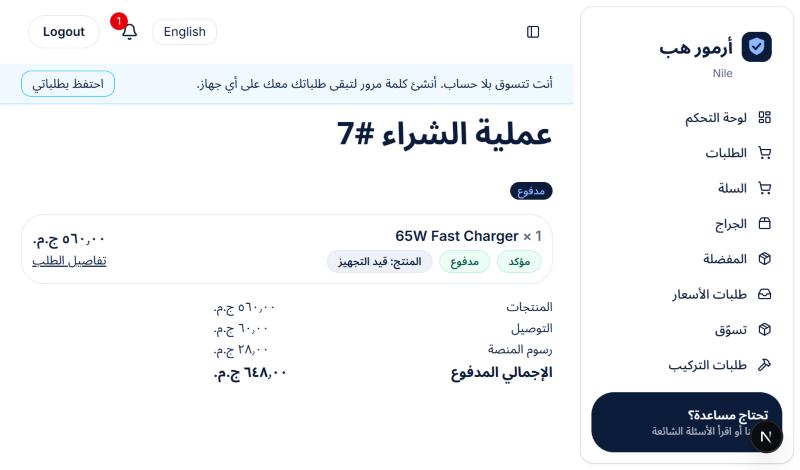 أرمور هب
Nile
لوحة التحكم
الطلبات
السلة
الجراج
المفضلة
طلبات الأسعار
تسوّق
طلبات التركيب
تحتاج مساعدة؟
أو اقرأ الأسئلة الشائعة
N
English
1
Logout
أنت تتسوق بلا حساب. أنشئ كلمة مرور لتبقى طلباتك معك على أي جهاز.
احتفظ بطلباتي
عملية الشراء #7
مدفوع
65W Fast Charger × 1
٥٦٠٫٠٠ ج.م.
مؤكد مدفوع المنتج: قيد التجهيز
تفاصيل الطلب
المنتجات ٥٦٠٫٠٠ ج.م.
التوصيل ٦٠٫٠٠ ج.م.
رسوم المنصة ٢٨٫٠٠ ج.م.
الإجمالي المدفوع ٦٤٨٫٠٠ ج.م.